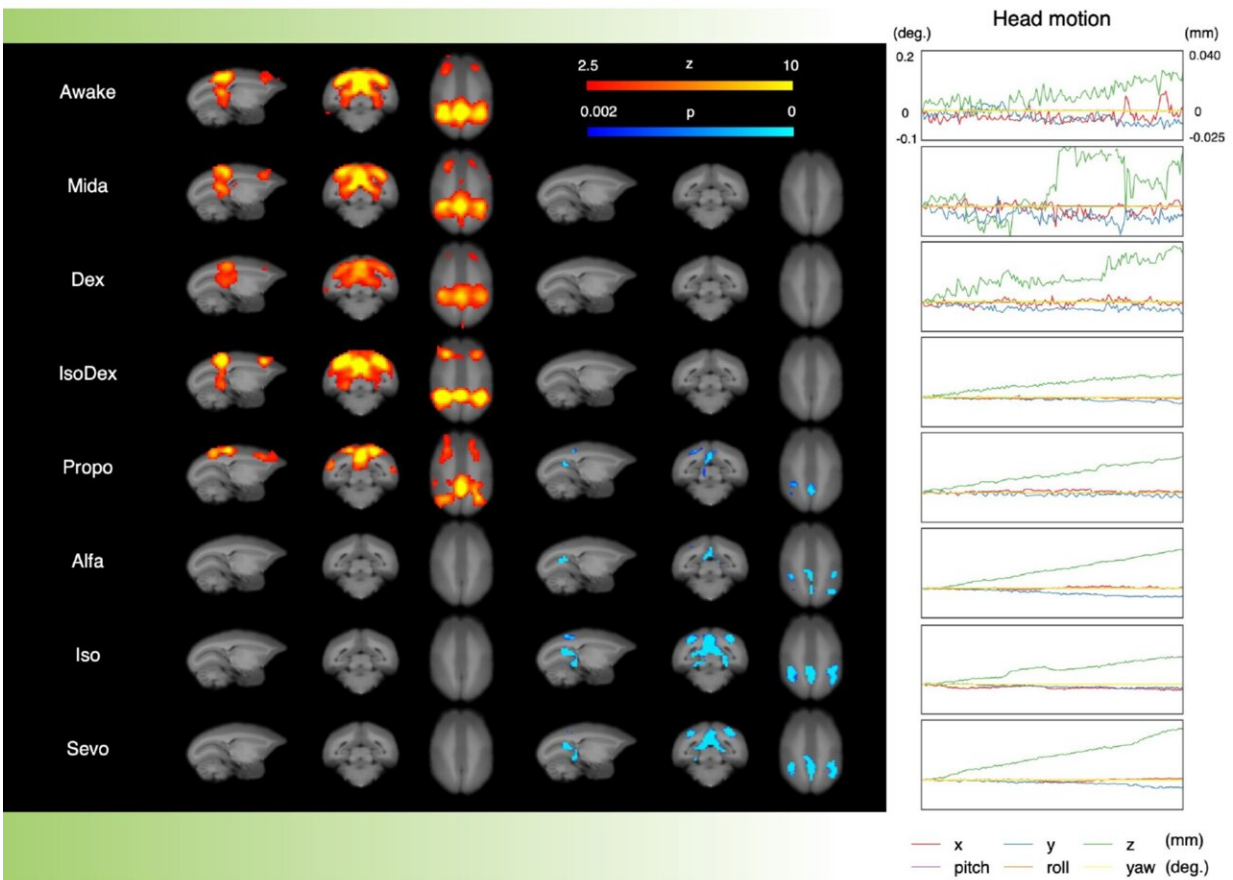 Head motion
(deg.) (mm)
2.5 z 10
0.002 p 0
0.2 0.040
0 0
-0.1 -0.025
Awake
Mida
Dex
IsoDex
Propo
Alfa
Iso
Sevo
x y z (mm)
pitch roll yaw (deg.)